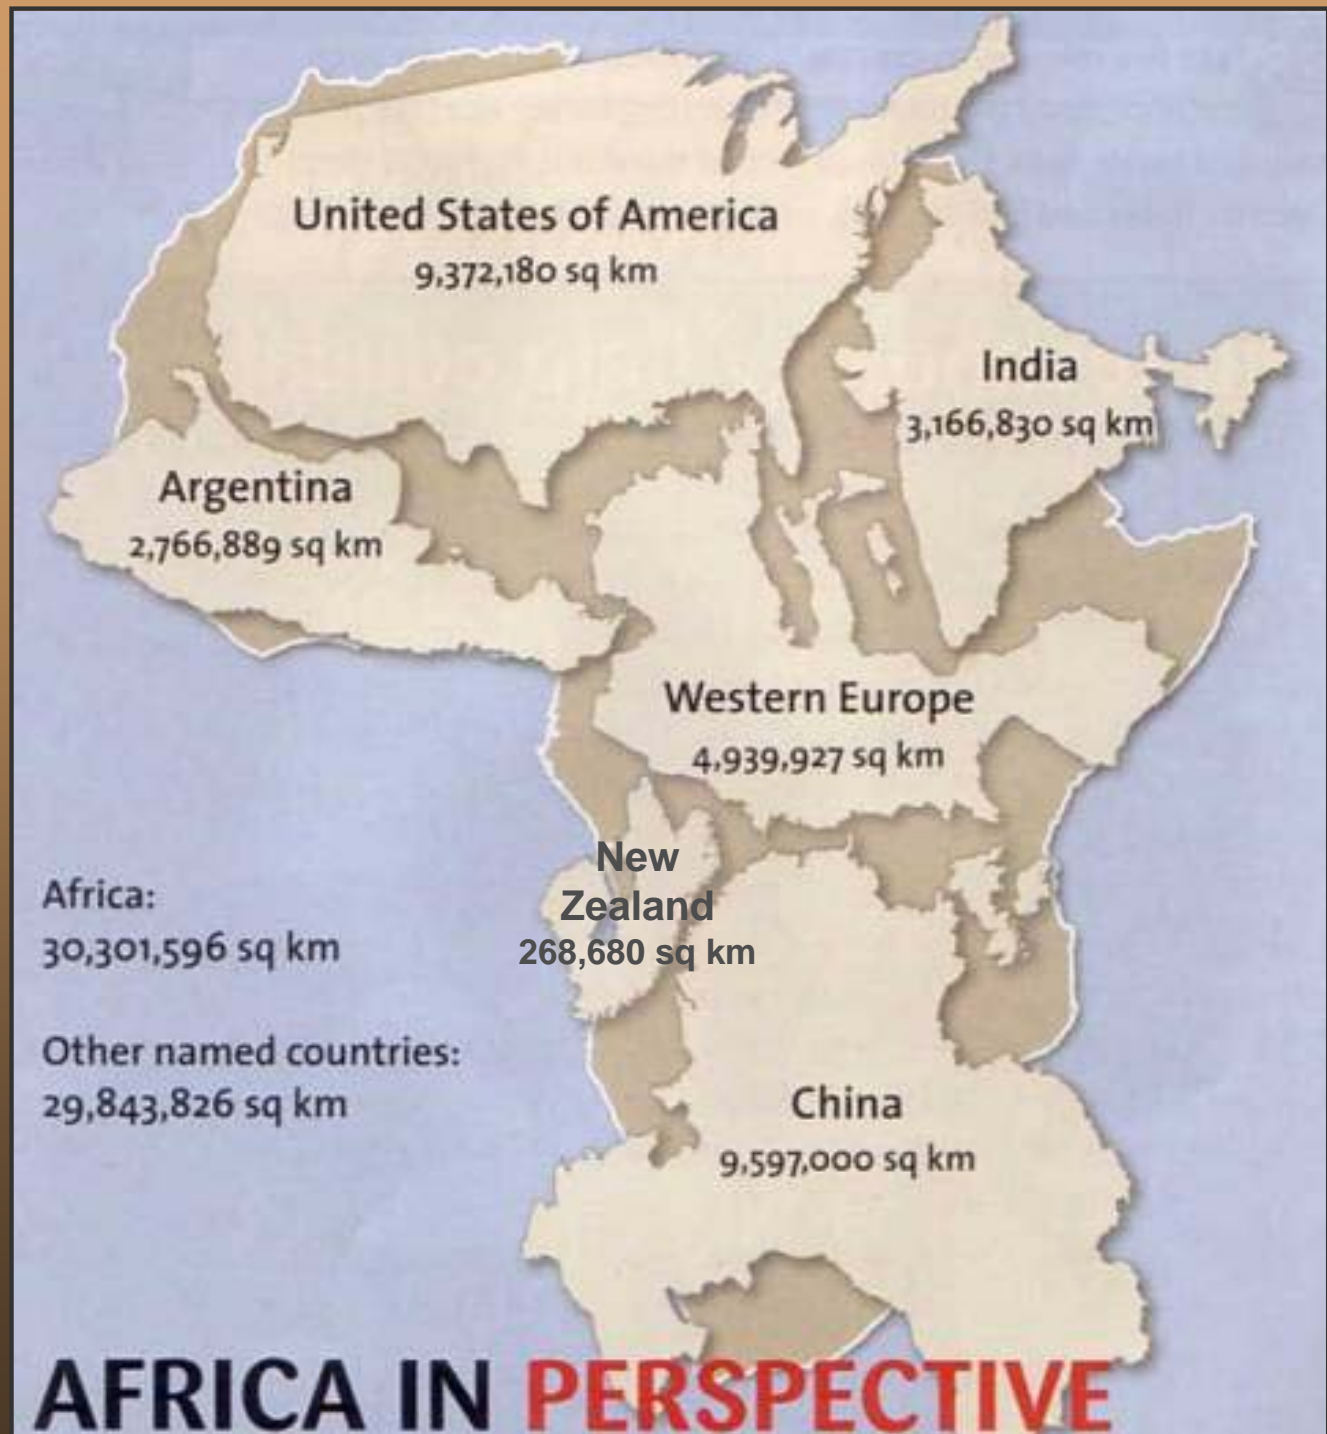 United States of America
9,372,180 sq km
India
3,166,830 sq km
Argentina
2,766,889 sq km
Western Europe
4,939,927 sq km
New
Zealand
268,680 sq km
Africa:
30,301,596 sq km
Other named countries:
29,843,826 sq km
China
9,597,000 sq km
AFRICA IN PERSPECTIVE